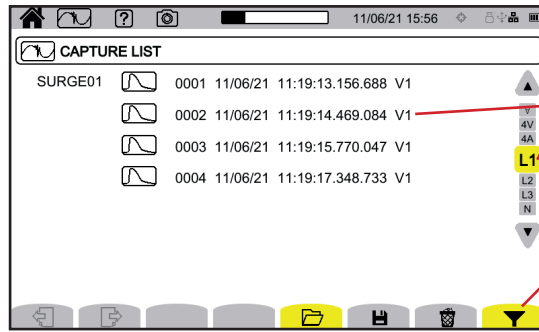 ?
11/06/21 15:56
CAPTURE LIST
SURGE01 0001 11/06/21 11:19:13.156.688 V1
0002 11/06/21 11:19:14.469.084 V1
0003 11/06/21 11:19:15.770.047 V1
0004 11/06/21 11:19:17.348.733 V1
∀
4V
4A
L1
L2
L3
N